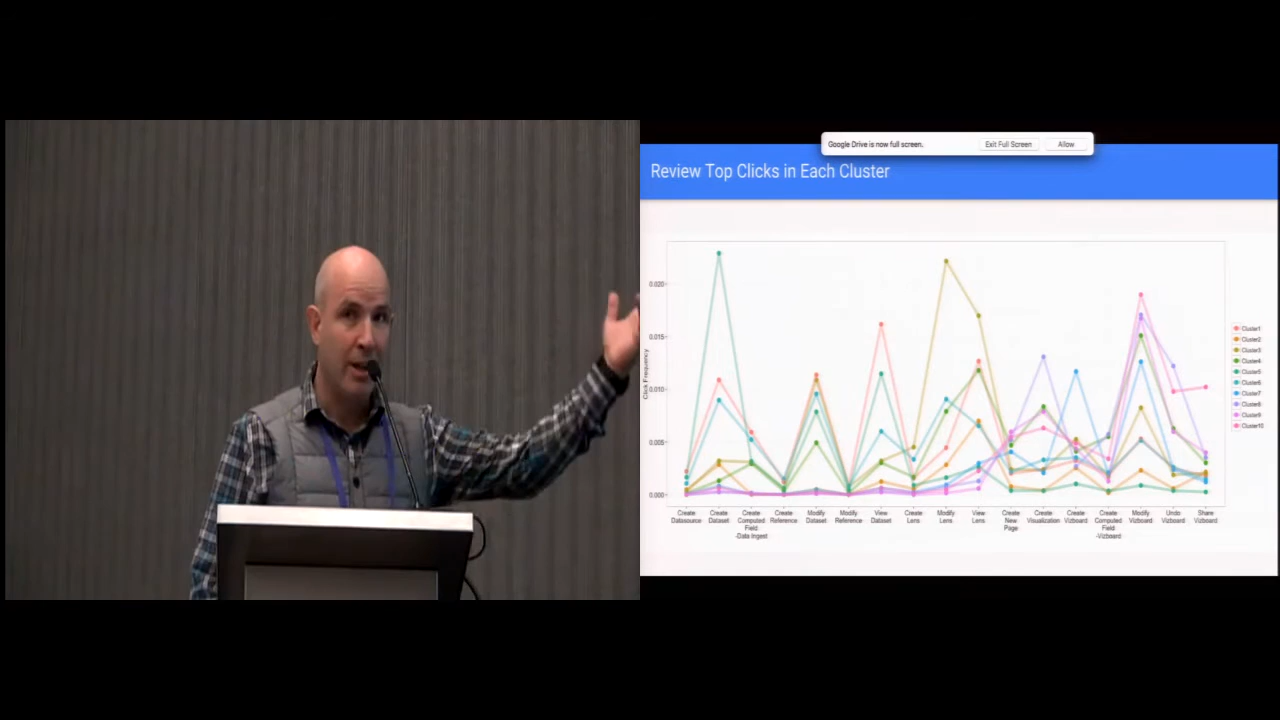 Google Drive is now full screen.
Exit Full Screen
Allow
Review Top Clicks in Each Cluster
Click Frequency
0.020
0.015
0.010
0.005
0.000
Create
Datasource
Create
Dataset
Create
Computed
Field
-Data Ingest
Create
Reference
Modify
Dataset
Modify
Reference
View
Dataset
Create
Lens
Modify
Lens
View
Lens
Create
New
Page
Create
Visualization
Create
Vizboard
Create
Computed
Field
-Vizboard
Modify
Vizboard
Undo
Vizboard
Share
Vizboard
Cluster1
Cluster2
Cluster3
Cluster4
Cluster5
Cluster6
Cluster7
Cluster8
Cluster9
Cluster10